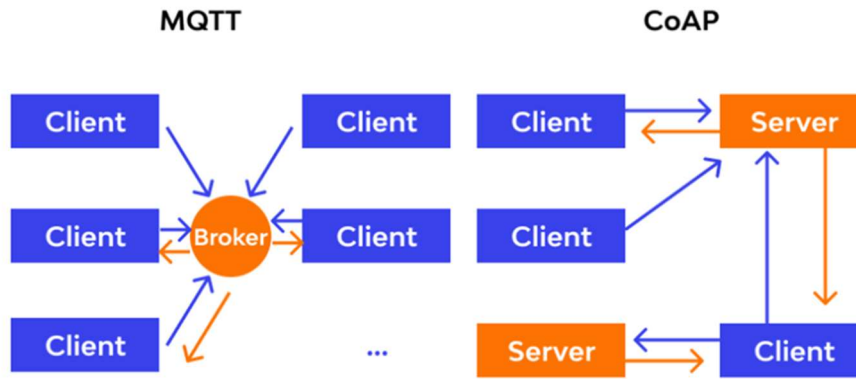 MQTT
CoAP
Client
Client
Client
Server
Client
Broker
Client
Client
Client
...
Server
Client